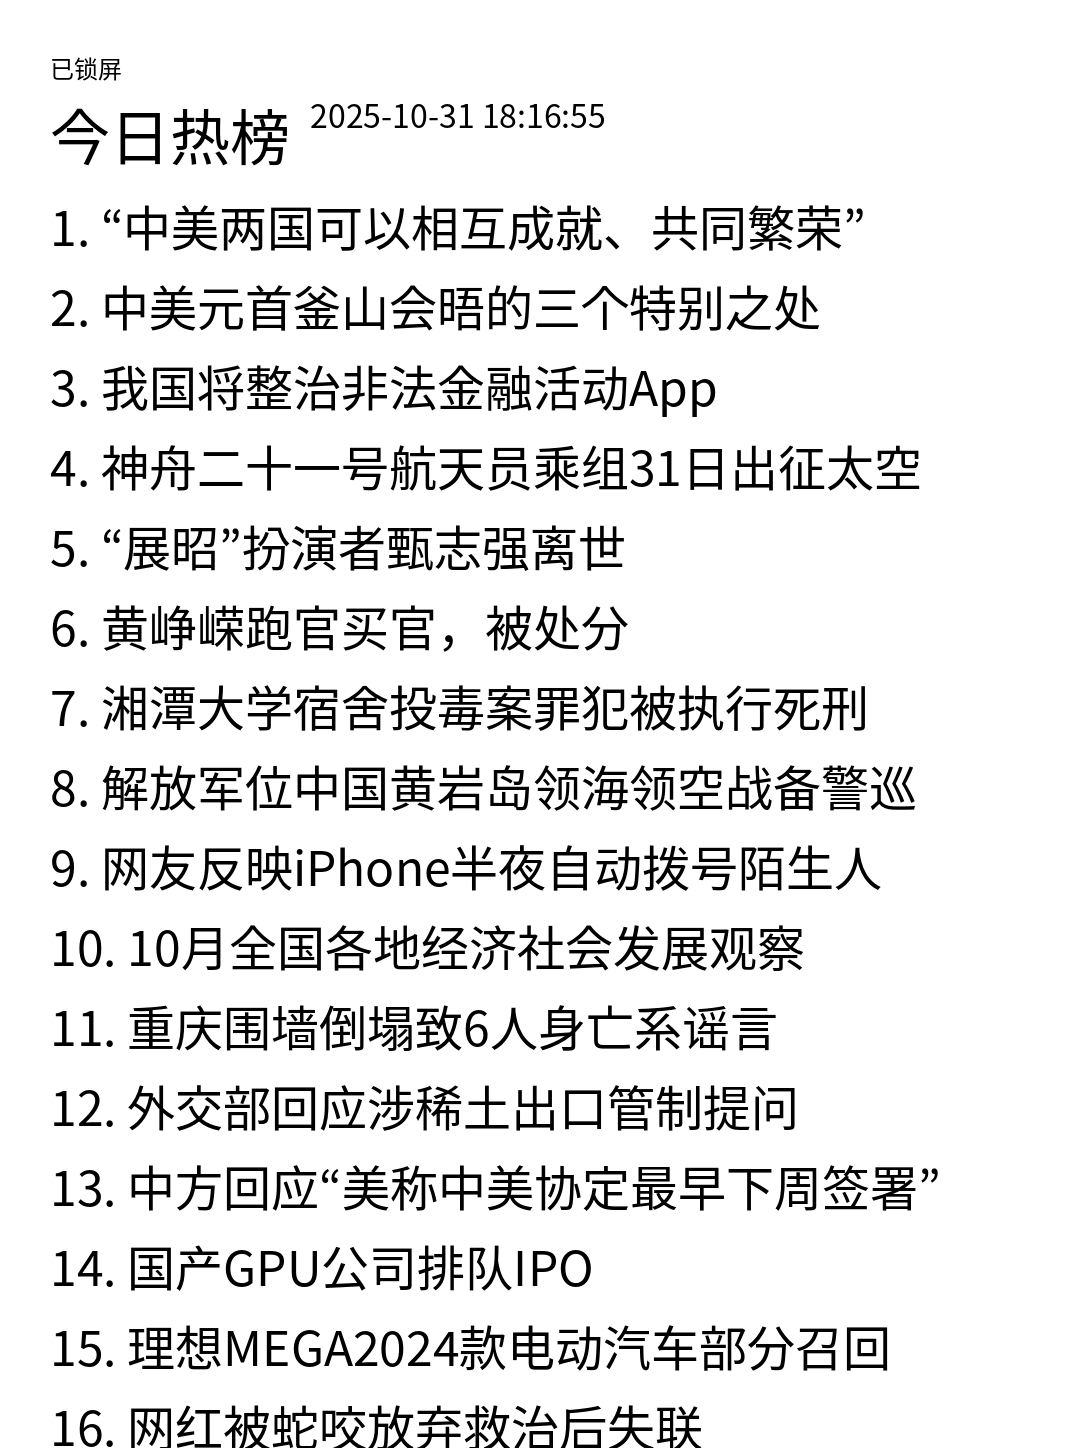 已锁屏
今日热榜 2025-10-31 18:16:55
1. “中美两国可以相互成就、共同繁荣”
2. 中美元首釜山会晤的三个特别之处
3. 我国将整治非法金融活动App
4. 神舟二十一号航天员乘组31日出征太空
5. “展昭”扮演者甄志强离世
6. 黄峥嵘跑官买官，被处分
7. 湘潭大学宿舍投毒案罪犯被执行死刑
8. 解放军位中国黄岩岛领海领空战备警巡
9. 网友反映iPhone半夜自动拨号陌生人
10. 10月全国各地经济社会发展观察
11. 重庆围墙倒塌致6人身亡系谣言
12. 外交部回应涉稀土出口管制提问
13. 中方回应“美称中美协定最早下周签署”
14. 国产GPU公司排队IPO
15. 理想MEGA2024款电动汽车部分召回
16. 网红被蛇咬放弃救治后失联